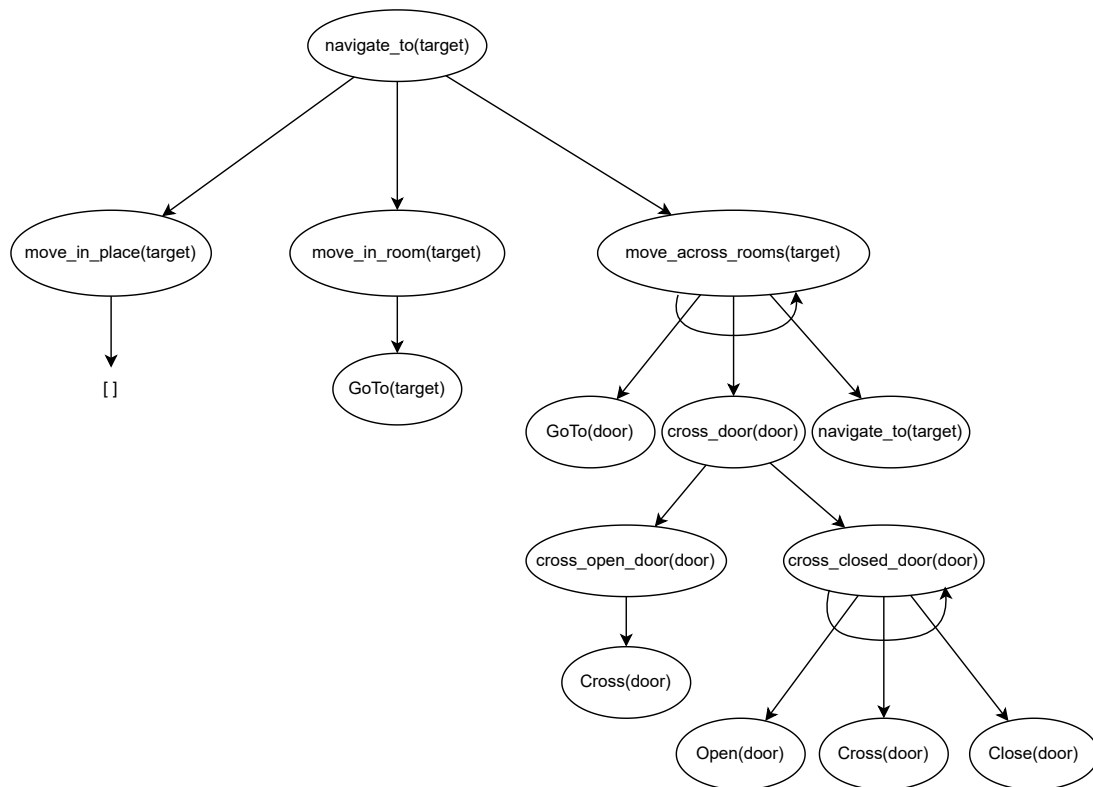 navigate_to(target)
move_in_place(target)
move_in_room(target)
move_across_rooms(target)
[ ]
GoTo(target)
GoTo(door)
cross_door(door)
navigate_to(target)
cross_open_door(door)
cross_closed_door(door)
Cross(door)
Open(door)
Cross(door)
Close(door)